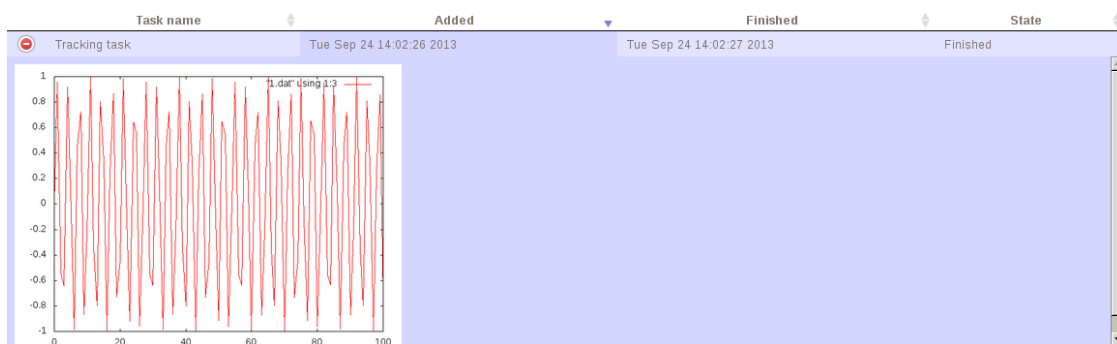 Task name Added Finished State
Tracking task Tue Sep 24 14:02:26 2013 Tue Sep 24 14:02:27 2013 Finished
"1.dat" using 1:3
1
0.8
0.6
0.4
0.2
0
-0.2
-0.4
-0.6
-0.8
-1
0 20 40 60 80 100